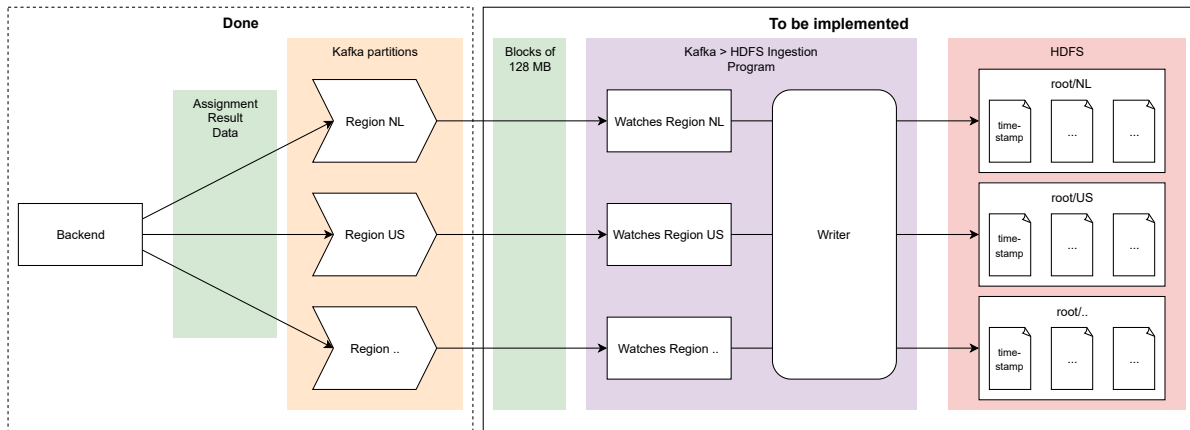 Done
To be implemented
Kafka partitions
Blocks of
128 MB
Kafka > HDFS Ingestion
Program
HDFS
Assignment
Result
Data
Backend
Region NL
Region US
Region ..
Watches Region NL
Watches Region US
Watches Region ..
Writer
root/NL
time-
stamp
...
...
root/US
time-
stamp
...
...
root/..
time-
stamp
...
...